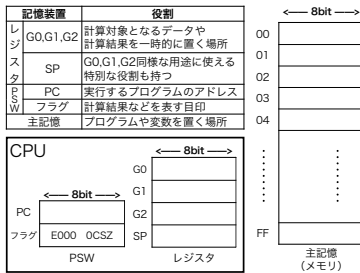 記憶装置 役割
レジスタ
G0,G1,G2 計算対象となるデータや
計算結果を一時的に置く場所
SP G0,G1,G2同様な用途に使える
特別な役割も持つ
PSW
PC 実行するプログラムのアドレス
フラグ 計算結果などを表す目印
主記憶 プログラムや変数を置く場所
CPU
<—— 8bit ——>
PC
フラグ E000 0CSZ
PSW
<—— 8bit ——>
G0
G1
G2
SP
レジスタ
<—— 8bit ——>
00
01
02
03
04
FF
主記憶
(メモリ)